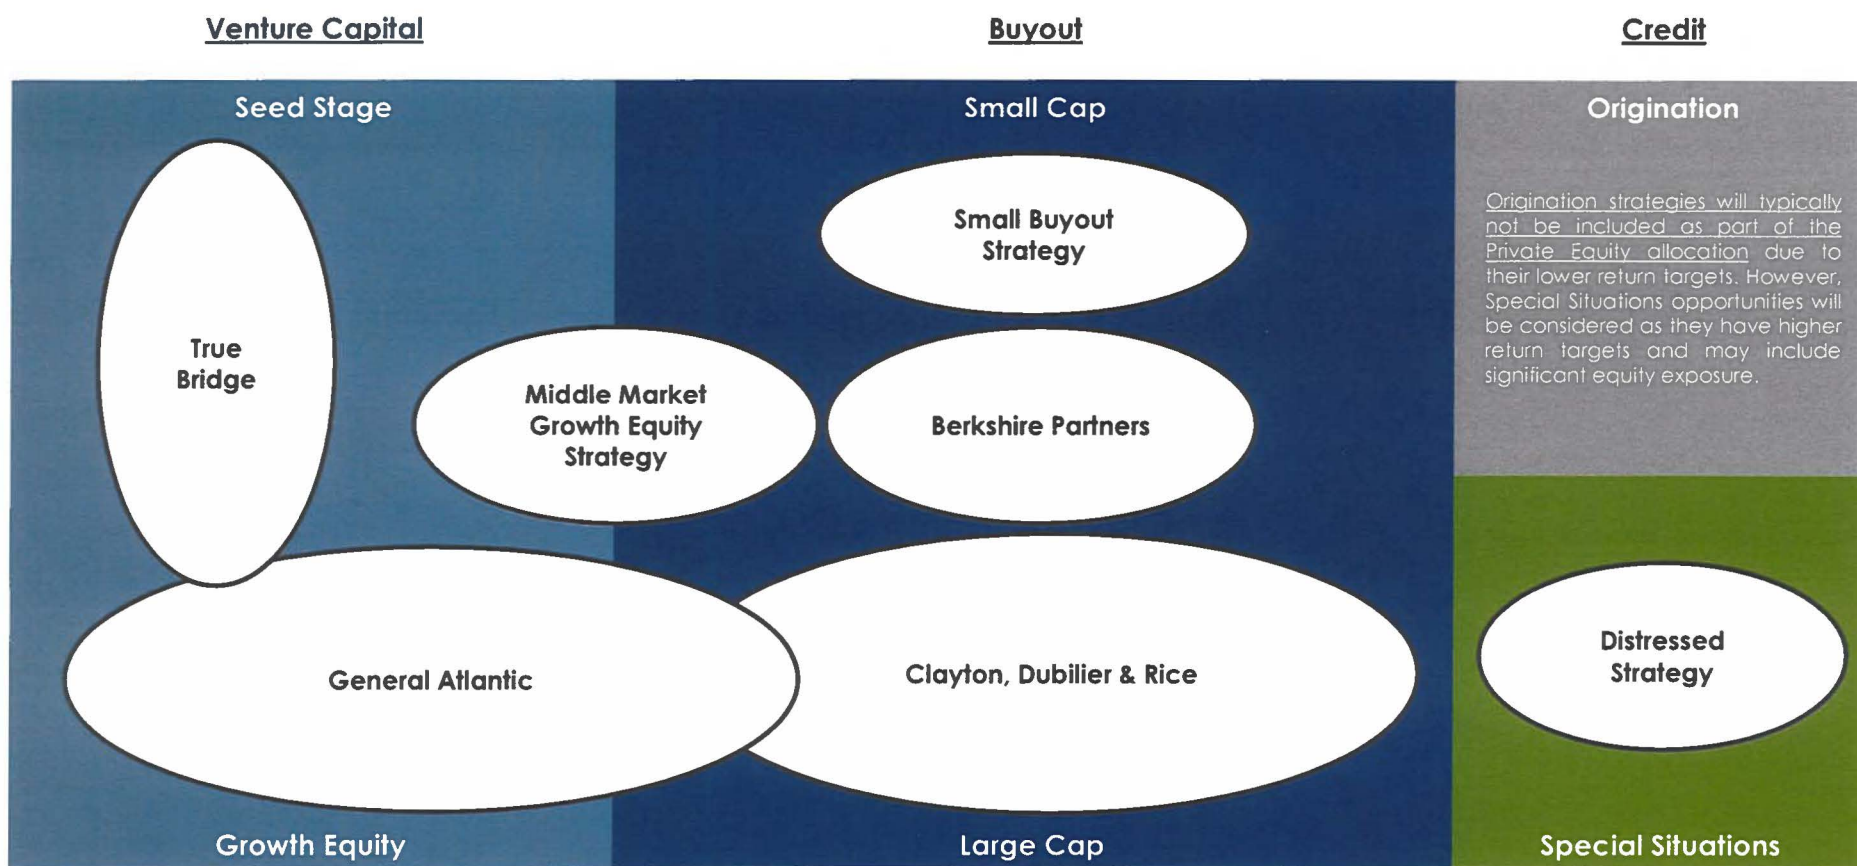 Venture Capital
Buyout
Credit
Seed Stage
Small Cap
Origination
Origination strategies will typically
not be included as part of the
Private Equity allocation due to
their lower return targets. However,
Special Situations opportunities will
be considered as they have higher
return targets and may include
significant equity exposure.
Small Buyout
Strategy
True
Bridge
Middle Market
Growth Equity
Strategy
Berkshire Partners
General Atlantic
Clayton, Dubilier & Rice
Distressed
Strategy
Growth Equity
Large Cap
Special Situations